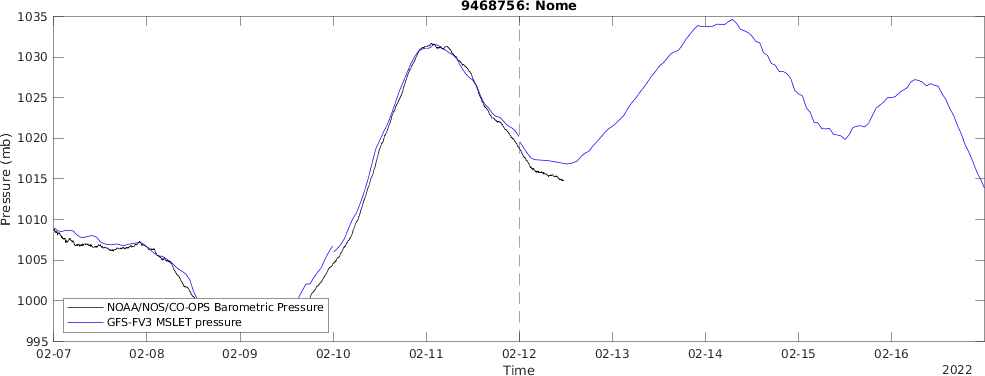 9468756: Nome
1035
1030
1025
1020
1015
1010
1005
1000
995
Pressure (mb)
NOAA/NOS/CO-OPS Barometric Pressure
GFS-FV3 MSLET pressure
02-07 02-08 02-09 02-10 02-11 02-12 02-13 02-14 02-15 02-16
Time
2022